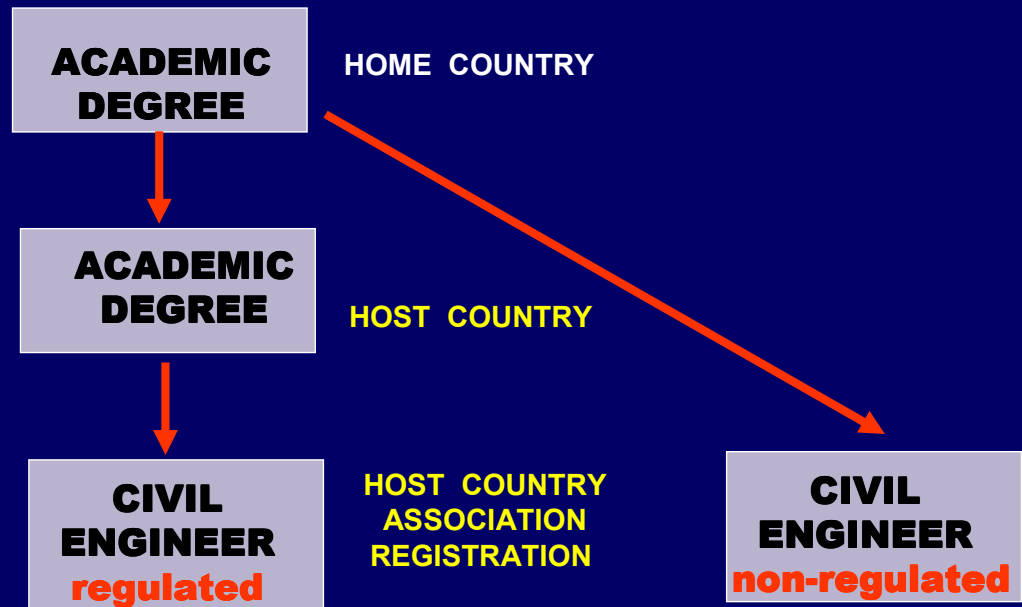 ACADEMIC
DEGREE
HOME COUNTRY
ACADEMIC
DEGREE
HOST COUNTRY
CIVIL
ENGINEER
regulated
HOST COUNTRY
ASSOCIATION
REGISTRATION
CIVIL
ENGINEER
non-regulated